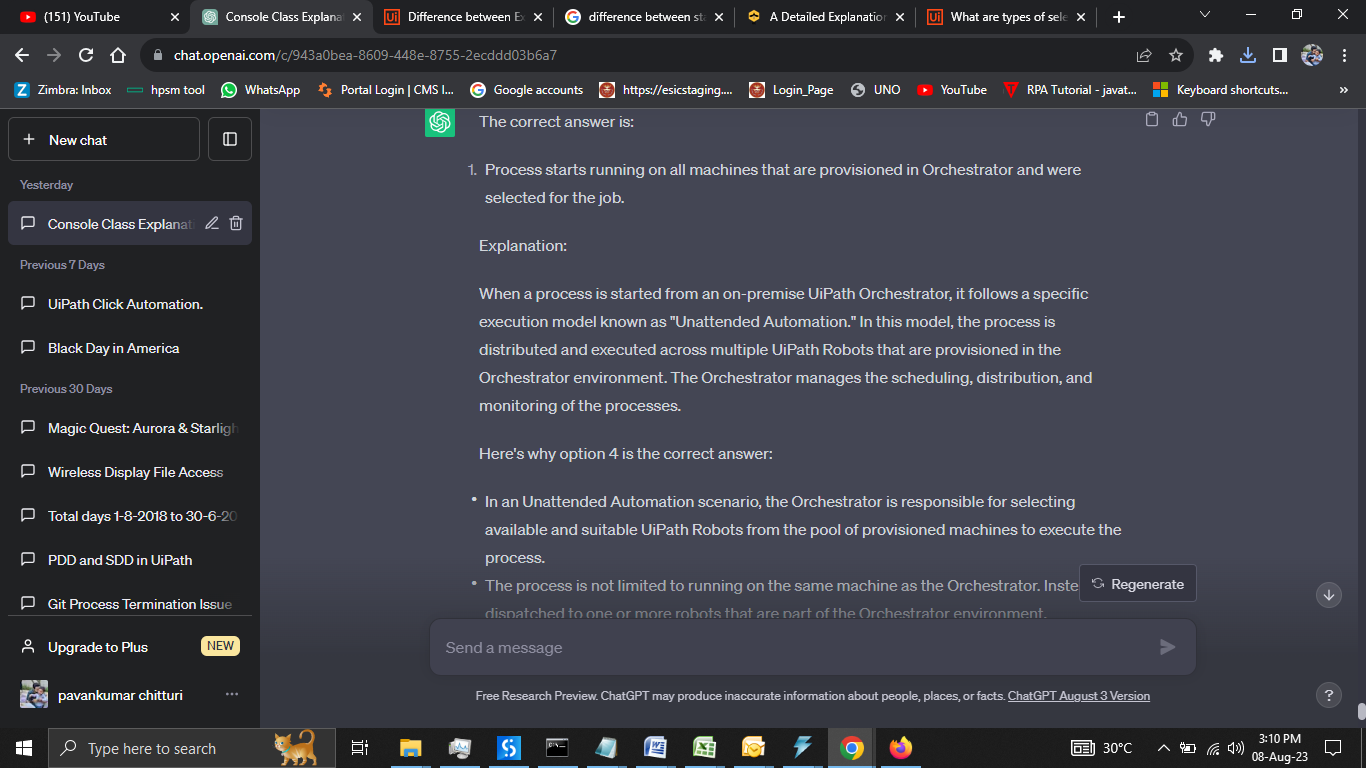 (151) YouTube
Console Class Explana
Difference between E
difference between sta
A Detailed Explanation
What are types of sele
chat.openai.com/c/943a0bea-8609-448e-8755-2ecddd03b6a7
Zimbra: Inbox
hpsm tool
WhatsApp
Portal Login | CMS I...
Google accounts
https://esicstaging....
Login_Page
UNO
YouTube
RPA Tutorial - javat...
Keyboard shortcuts...
»
+ New chat
Yesterday
Console Class Explanati
Previous 7 Days
UiPath Click Automation.
Black Day in America
Previous 30 Days
Magic Quest: Aurora & Starligh
Wireless Display File Access
Total days 1-8-2018 to 30-6-20
PDD and SDD in UiPath
Git Process Termination Issue
Upgrade to Plus
NEW
pavankumar chitturi
The correct answer is:
1. Process starts running on all machines that are provisioned in Orchestrator and were
selected for the job.
Explanation:
When a process is started from an on-premise UiPath Orchestrator, it follows a specific
execution model known as "Unattended Automation." In this model, the process is
distributed and executed across multiple UiPath Robots that are provisioned in the
Orchestrator environment. The Orchestrator manages the scheduling, distribution, and
monitoring of the processes.
Here's why option 4 is the correct answer:
• In an Unattended Automation scenario, the Orchestrator is responsible for selecting
available and suitable UiPath Robots from the pool of provisioned machines to execute the
process.
• The process is not limited to running on the same machine as the Orchestrator. Inste
dispatched to one or more robots that are part of the Orchestrator environment.
Regenerate
Send a message
Free Research Preview. ChatGPT may produce inaccurate information about people, places, or facts. ChatGPT August 3 Version
?
Type here to search
30°C
3:10 PM
08-Aug-23